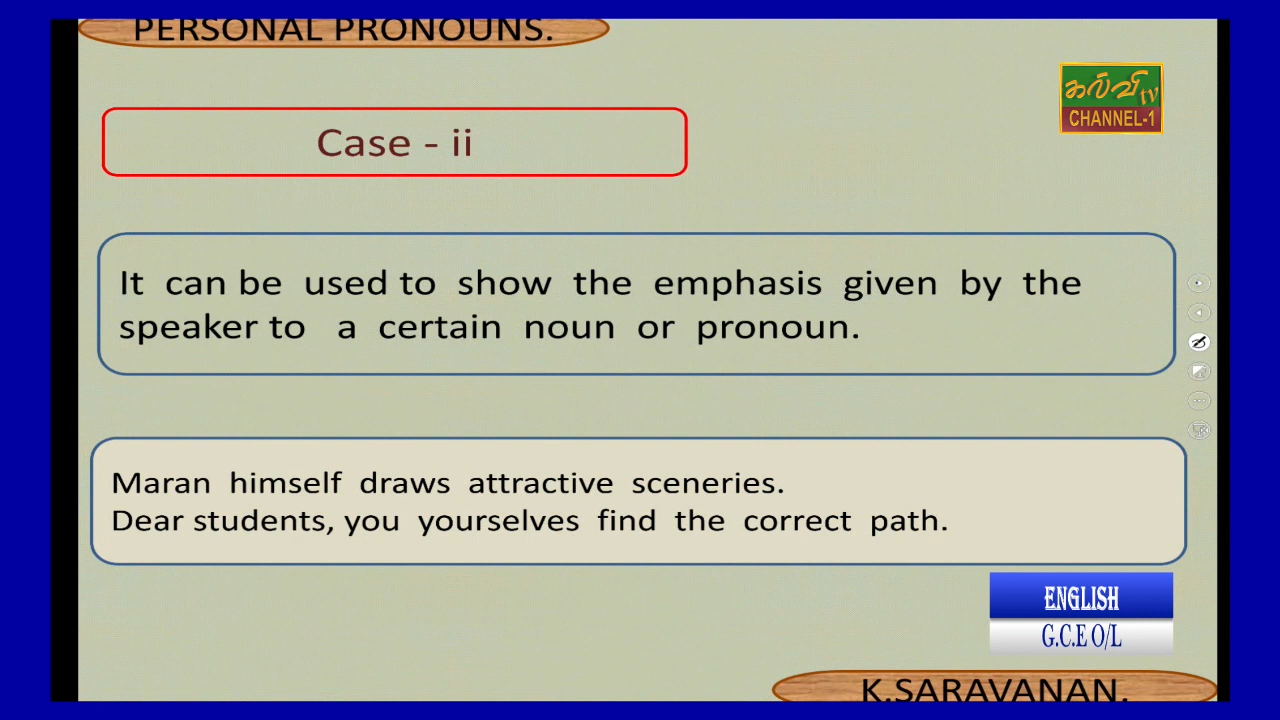 PERSONAL PRONOUNS.
கல்வி tv
CHANNEL-1
Case - ii
It can be used to show the emphasis given by the
speaker to a certain noun or pronoun.
Maran himself draws attractive sceneries.
Dear students, you yourselves find the correct path.
ENGLISH
G.C.E O/L
K.SARAVANAN.